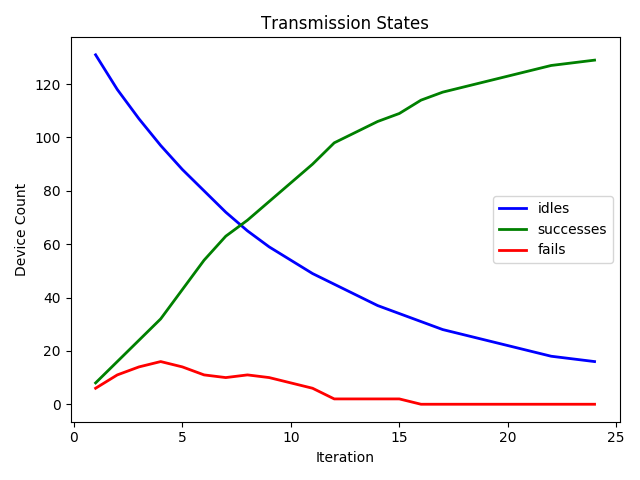 Transmission States
Device Count
120
100
80
60
40
20
0
idles
successes
fails
0 5 10 15 20 25
Iteration